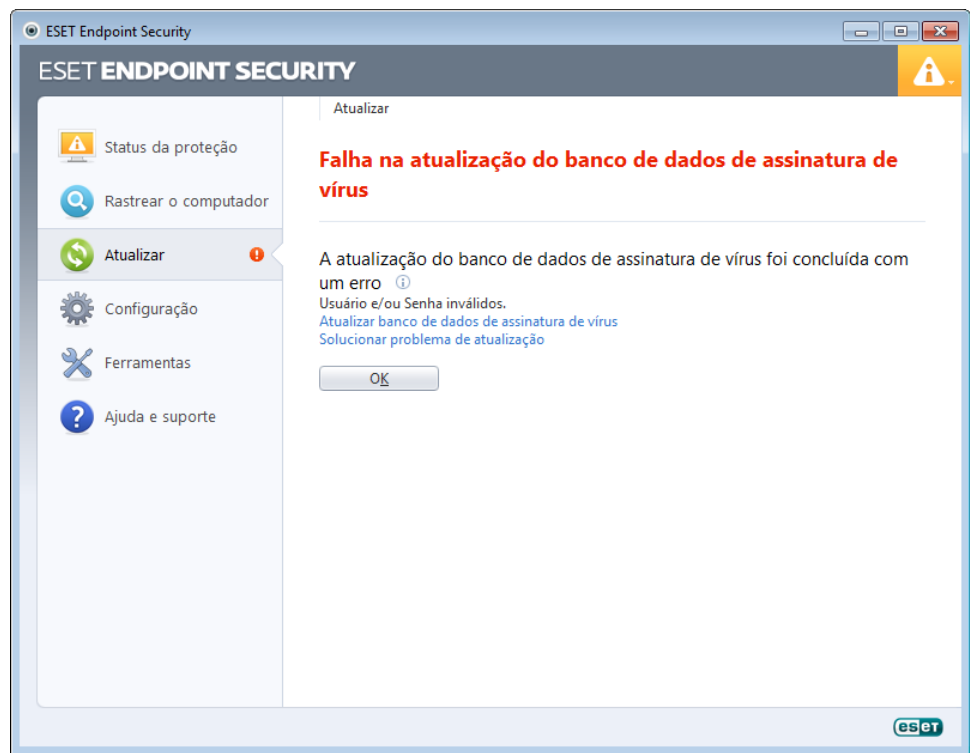 ESET Endpoint Security
ESET ENDPOINT SECURITY
Atualizar
Status da proteção
Rastrear o computador
Atualizar
Configuração
Ferramentas
Ajuda e suporte
Falha na atualização do banco de dados de assinatura de
vírus
A atualização do banco de dados de assinatura de vírus foi concluída com
um erro
Usuário e/ou Senha inválidos.
Atualizar banco de dados de assinatura de vírus
Solucionar problema de atualização
OK
eset